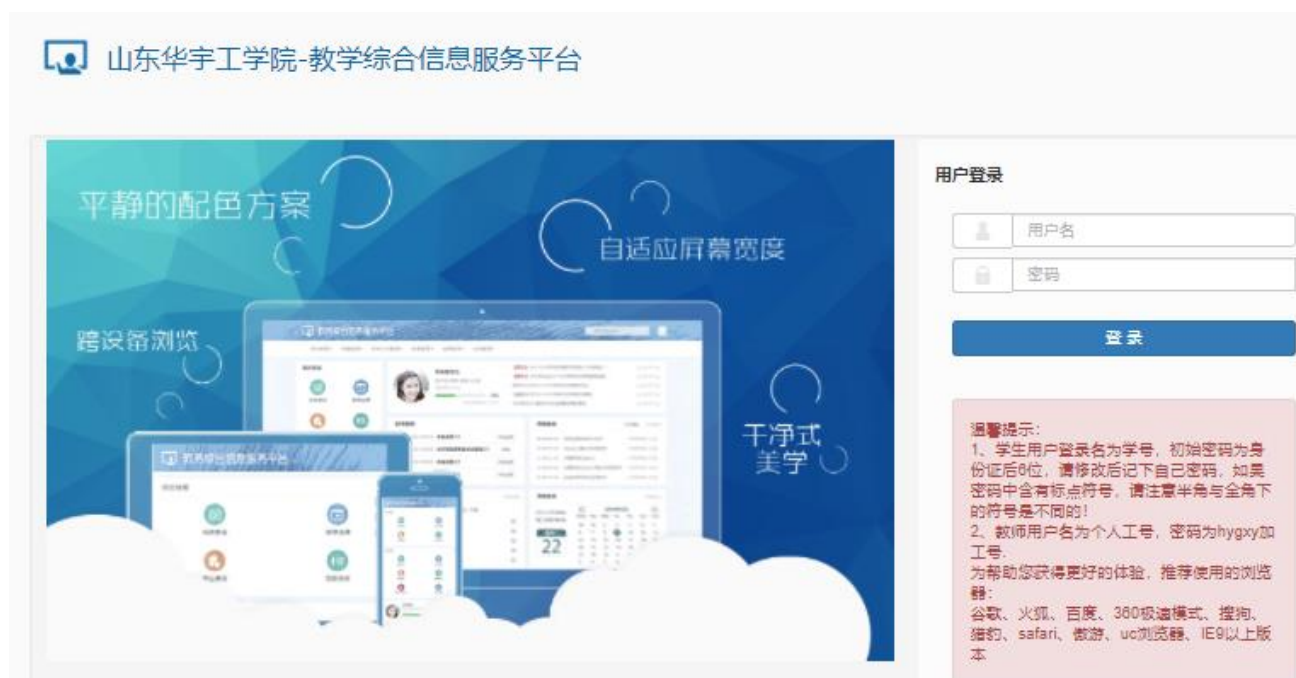 山东华宇工学院-教学综合信息服务平台
平静的配色方案
自适应屏幕宽度
跨设备浏览
干净式
美学
22
用户登录
用户名
密码
登录
温馨提示:
1、学生用户登录名为学号，初始密码为身
份证后6位，请修改后记下自己密码，如果
密码中含有标点符号，请注意半角与全角下
的符号是不同的!
2、教师用户名为个人工号，密码为hygxy加
工号.
为帮助您获得更好的体验，推荐使用的浏览
器:
谷歌、火狐、百度、360极速模式、搜狗、
猎豹、safari、傲游、uc浏览器、IE9以上版
本